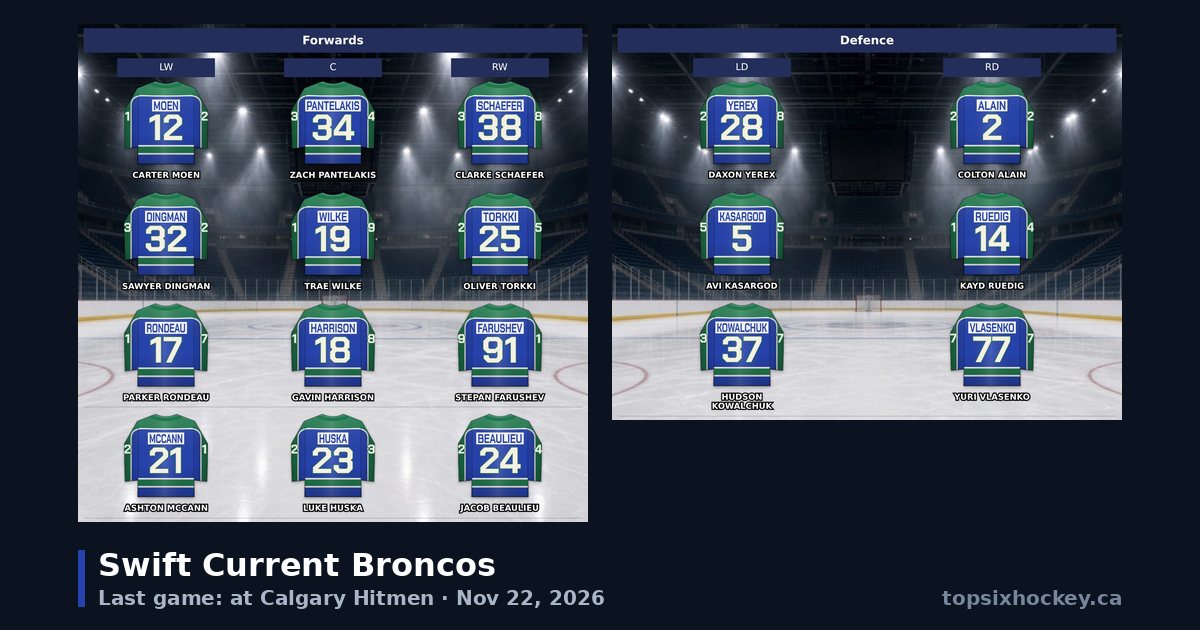 Forwards
LW C RW
MOEN PANTELAKIS SCHAEFER
1 12 2 3 34 4 3 38 8
CARTER MOEN ZACH PANTELAKIS CLARKE SCHAEFER
DINGMAN WILKE TORKKI
3 32 2 1 19 9 2 25 5
SAWYER DINGMAN TRAE WILKE OLIVER TORKKI
RONDEAU HARRISON FARUSHEV
1 17 7 1 18 8 9 91 1
PARKER RONDEAU GAVIN HARRISON STEPAN FARUSHEV
MCCANN HUSKA BEAULIEU
2 21 1 2 23 3 2 24 4
ASHTON MCCANN LUKE HUSKA JACOB BEAULIEU
Defence
LD RD
YEREX ALAIN
2 28 8 2 2 2
DAXON YEREX COLTON ALAIN
KASARGOD RUEDIG
5 5 5 1 14 4
AVI KASARGOD KAYD RUEDIG
KOWALCHUK VLASENKO
3 37 7 7 77 7
HUDSON KOWALCHUK YURI VLASENKO
Swift Current Broncos
Last game: at Calgary Hitmen · Nov 22, 2026
topsixhockey.ca